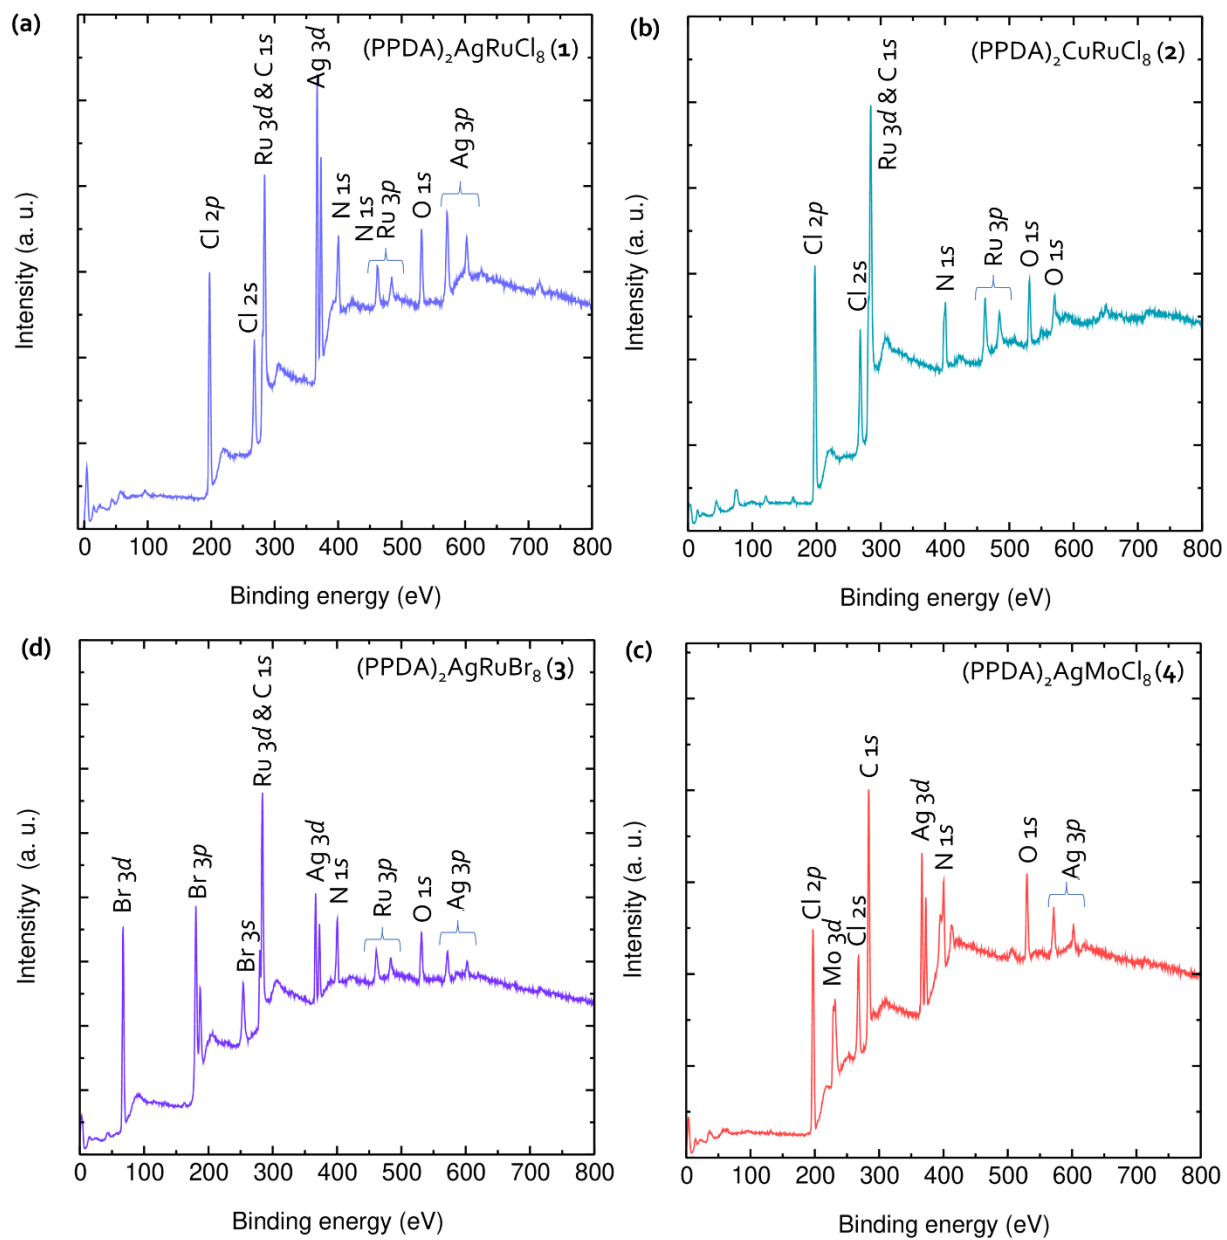 (a)
(PPDA)₂AgRuCl₈ (1)
Intensity (a. u.)
Cl 2p
Cl 2s
Ru 3d & C 1s
Ag 3d
N 1s
N 1s
Ru 3p
O 1s
Ag 3p
0 100 200 300 400 500 600 700 800
Binding energy (eV)
(b)
(PPDA)₂CuRuCl₈ (2)
Intensity (a. u.)
Cl 2p
Cl 2s
Ru 3d & C 1s
N 1s
Ru 3p
O 1s
O 1s
0 100 200 300 400 500 600 700 800
Binding energy (eV)
(d)
(PPDA)₂AgRuBr₈ (3)
Intensityy (a. u.)
Br 3d
Br 3p
Br 3s
Ru 3d & C 1s
Ag 3d
N 1s
Ru 3p
O 1s
Ag 3p
0 100 200 300 400 500 600 700 800
Binding energy (eV)
(c)
(PPDA)₂AgMoCl₈ (4)
Intensity (a. u.)
Cl 2p
Mo 3d
Cl 2s
C 1s
Ag 3d
N 1s
O 1s
Ag 3p
0 100 200 300 400 500 600 700 800
Binding energy (eV)